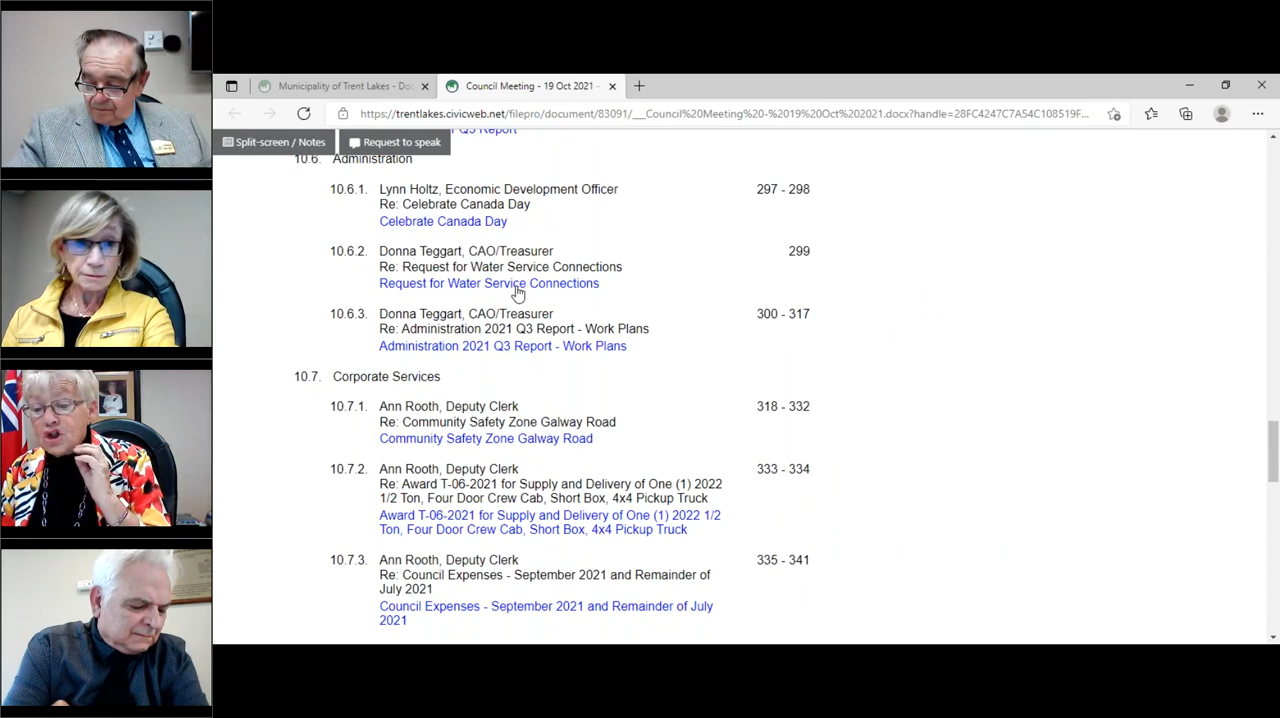 Municipality of Trent Lakes - Doc
Council Meeting - 19 Oct 2021 -
https://trentlakes.civicweb.net/filepro/document/83091/___Council%20Meeting%20-%2019%20Oct%202021.docx?handle=28FC4247C7A54C108519F...
Q3 Report
Split-screen / Notes
Request to speak
10.6. Administration
10.6.1. Lynn Holtz, Economic Development Officer 297 - 298
Re: Celebrate Canada Day
Celebrate Canada Day
10.6.2. Donna Teggart, CAO/Treasurer 299
Re: Request for Water Service Connections
Request for Water Service Connections
10.6.3. Donna Teggart, CAO/Treasurer 300 - 317
Re: Administration 2021 Q3 Report - Work Plans
Administration 2021 Q3 Report - Work Plans
10.7. Corporate Services
10.7.1. Ann Rooth, Deputy Clerk 318 - 332
Re: Community Safety Zone Galway Road
Community Safety Zone Galway Road
10.7.2. Ann Rooth, Deputy Clerk 333 - 334
Re: Award T-06-2021 for Supply and Delivery of One (1) 2022
1/2 Ton, Four Door Crew Cab, Short Box, 4x4 Pickup Truck
Award T-06-2021 for Supply and Delivery of One (1) 2022 1/2
Ton, Four Door Crew Cab, Short Box, 4x4 Pickup Truck
10.7.3. Ann Rooth, Deputy Clerk 335 - 341
Re: Council Expenses - September 2021 and Remainder of
July 2021
Council Expenses - September 2021 and Remainder of July
2021